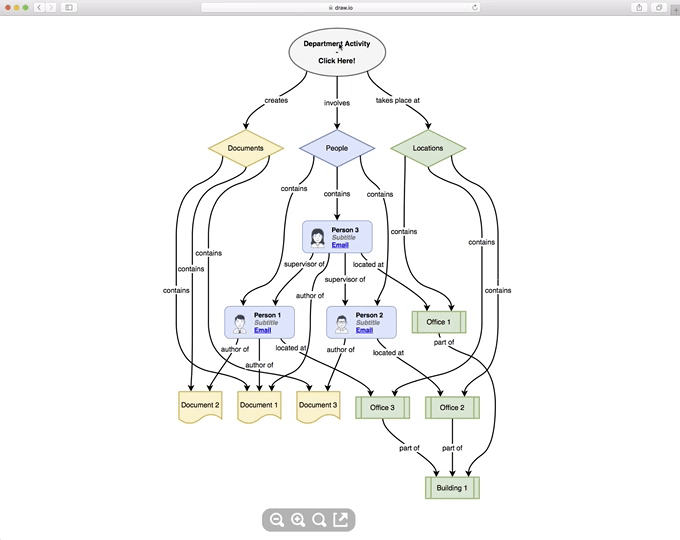 draw.io
Department Activity
-
Click Here!
creates
involves
takes place at
Documents
People
Locations
contains
contains
contains
Person 3
Subtitle
Email
contains
contains
contains
contains
contains
contains
supervisor of
located at
supervisor of
author of
Person 1
Subtitle
Email
Person 2
Subtitle
Email
Office 1
author of
located at
author of
located at
part of
author of
Document 2
Document 1
Document 3
Office 3
Office 2
part of
part of
Building 1